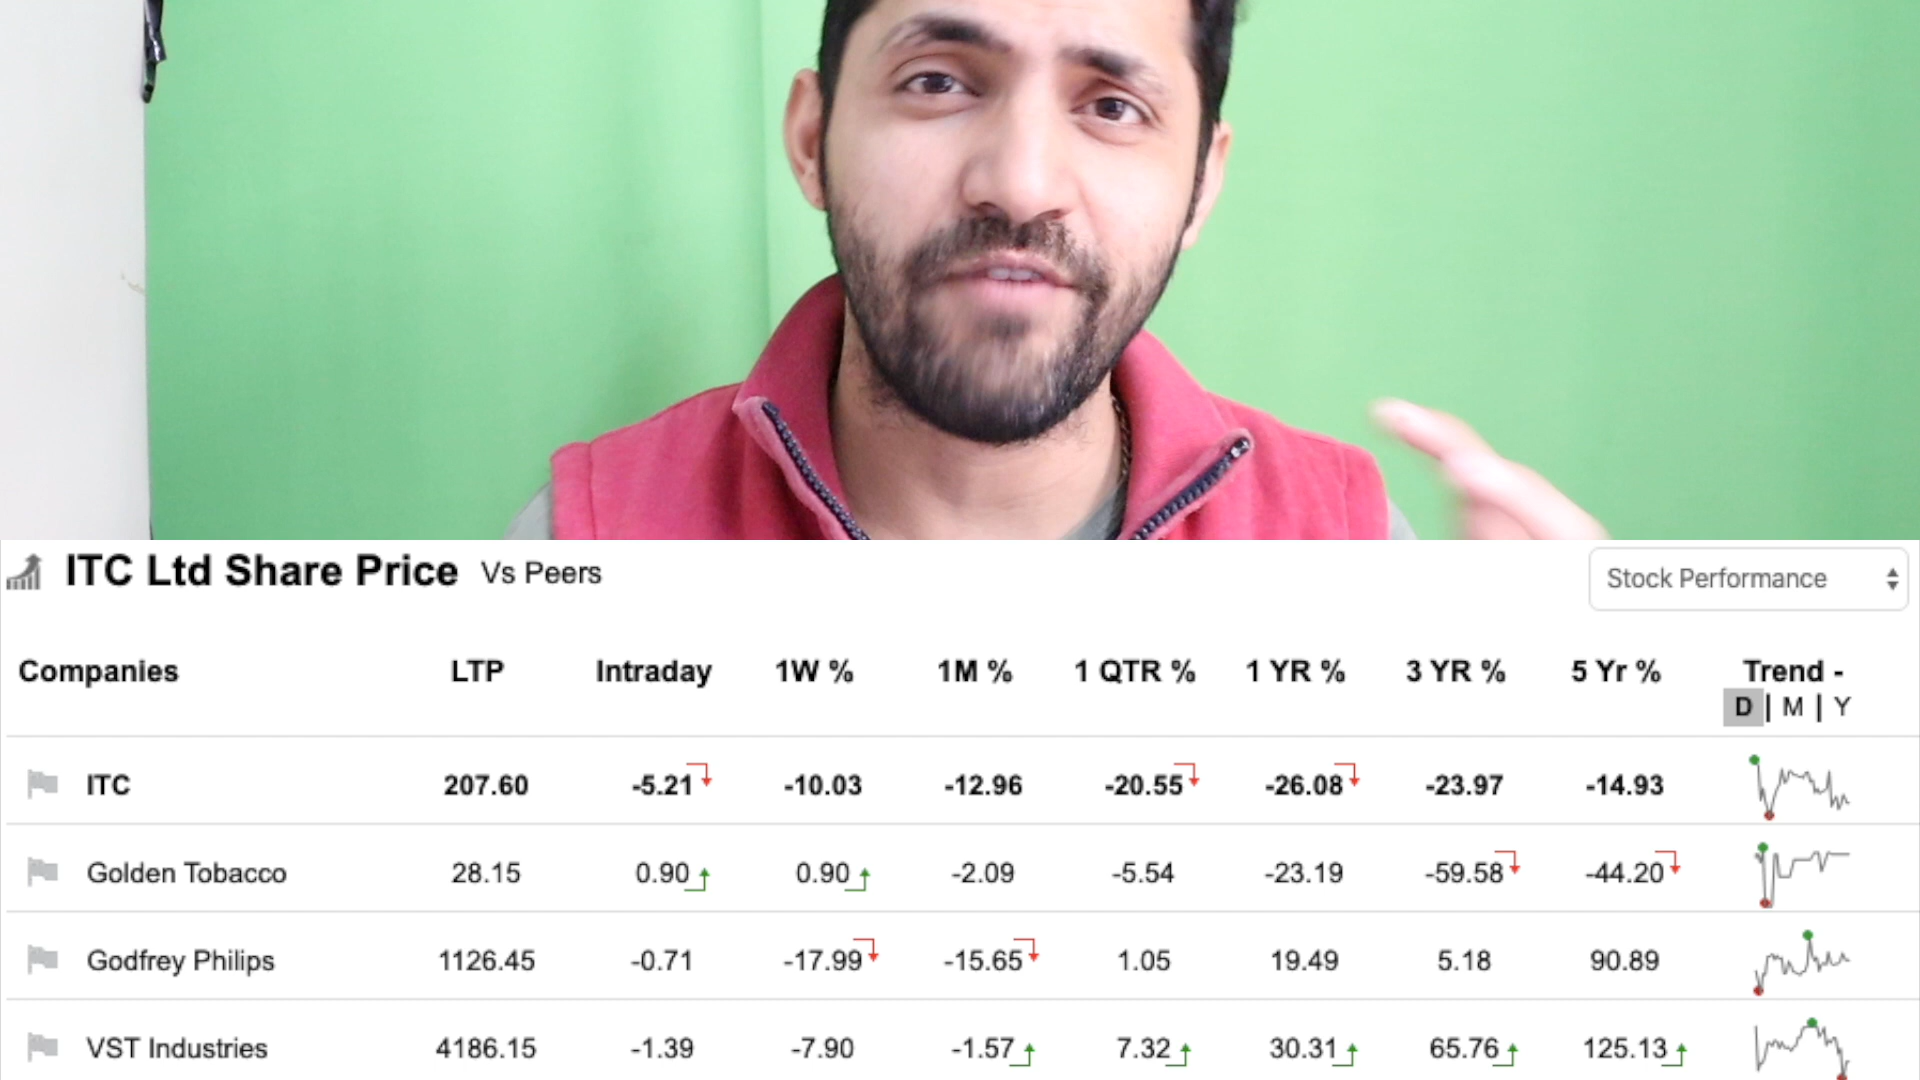 ITC Ltd Share Price Vs Peers Stock Performance
Companies LTP Intraday 1W % 1M % 1 QTR % 1 YR % 3 YR % 5 Yr % Trend -
D | M | Y
ITC 207.60 -5.21 -10.03 -12.96 -20.55 -26.08 -23.97 -14.93
Golden Tobacco 28.15 0.90 0.90 -2.09 -5.54 -23.19 -59.58 -44.20
Godfrey Philips 1126.45 -0.71 -17.99 -15.65 1.05 19.49 5.18 90.89
VST Industries 4186.15 -1.39 -7.90 -1.57 7.32 30.31 65.76 125.13